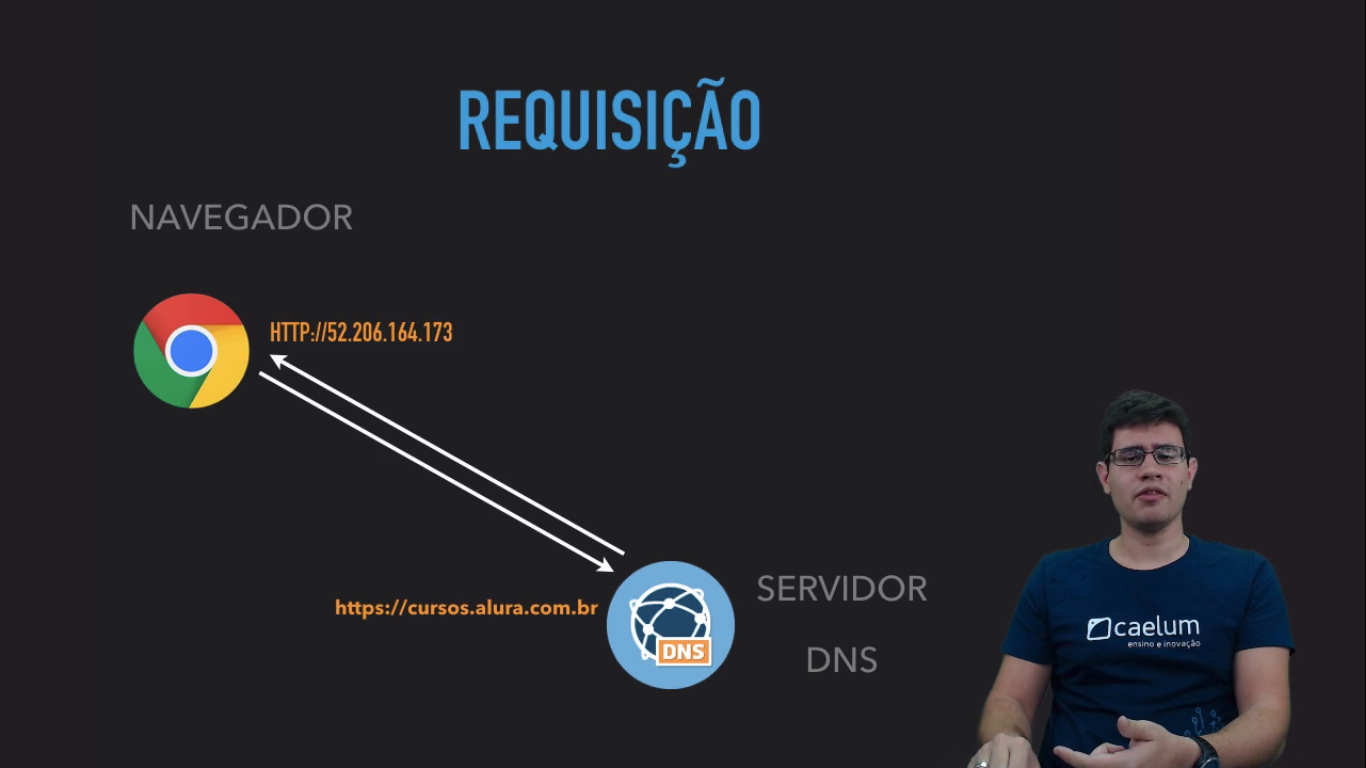 REQUISIÇÃO
NAVEGADOR
HTTP://52.206.164.173
https://cursos.alura.com.br
DNS
SERVIDOR
DNS
caelum
ensino e inovação